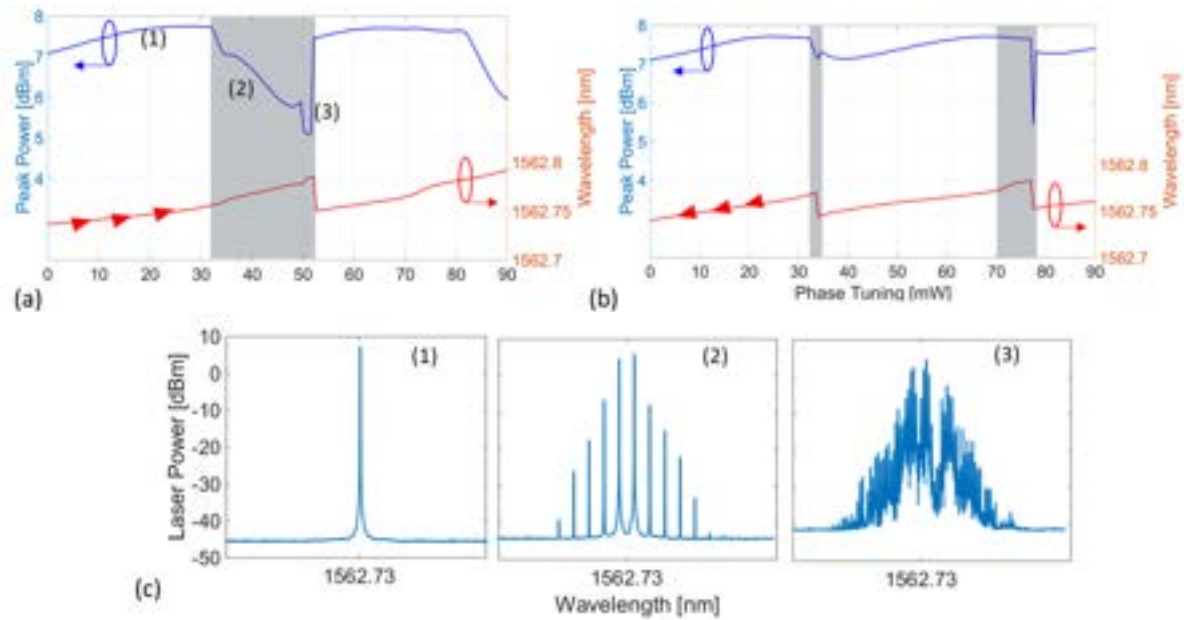 8
7
6
5
4
Peak Power [dBm]
(1)
(2)
(3)
1562.8
1562.75
1562.7
Wavelength [nm]
0 10 20 30 40 50 60 70 80 90
(a)
8
7
6
5
4
Peak Power [dBm]
1562.8
1562.75
1562.7
Wavelength [nm]
0 10 20 30 40 50 60 70 80 90
Phase Tuning [mW]
(b)
10
0
-10
-20
-30
-40
-50
Laser Power [dBm]
(1)
(2)
(3)
1562.73
1562.73
1562.73
Wavelength [nm]
(c)